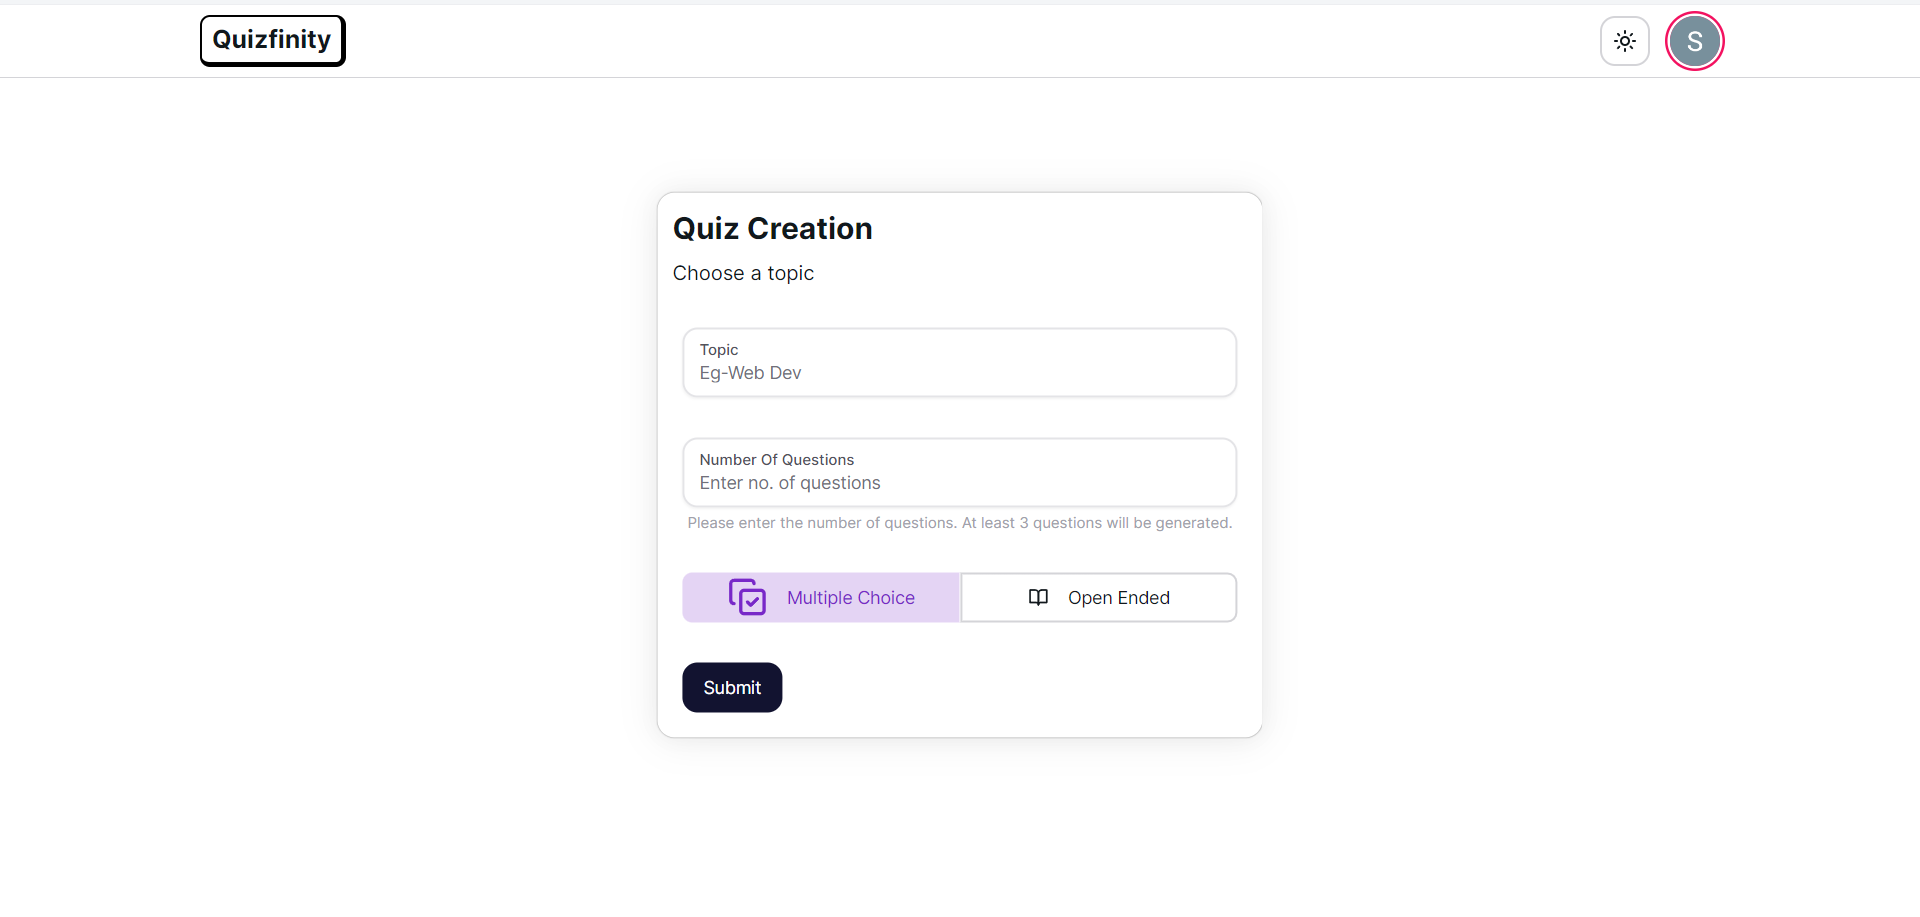 Quizfinity
S
Quiz Creation
Choose a topic
Topic
Eg-Web Dev
Number Of Questions
Enter no. of questions
Please enter the number of questions. At least 3 questions will be generated.
Multiple Choice
Open Ended
Submit